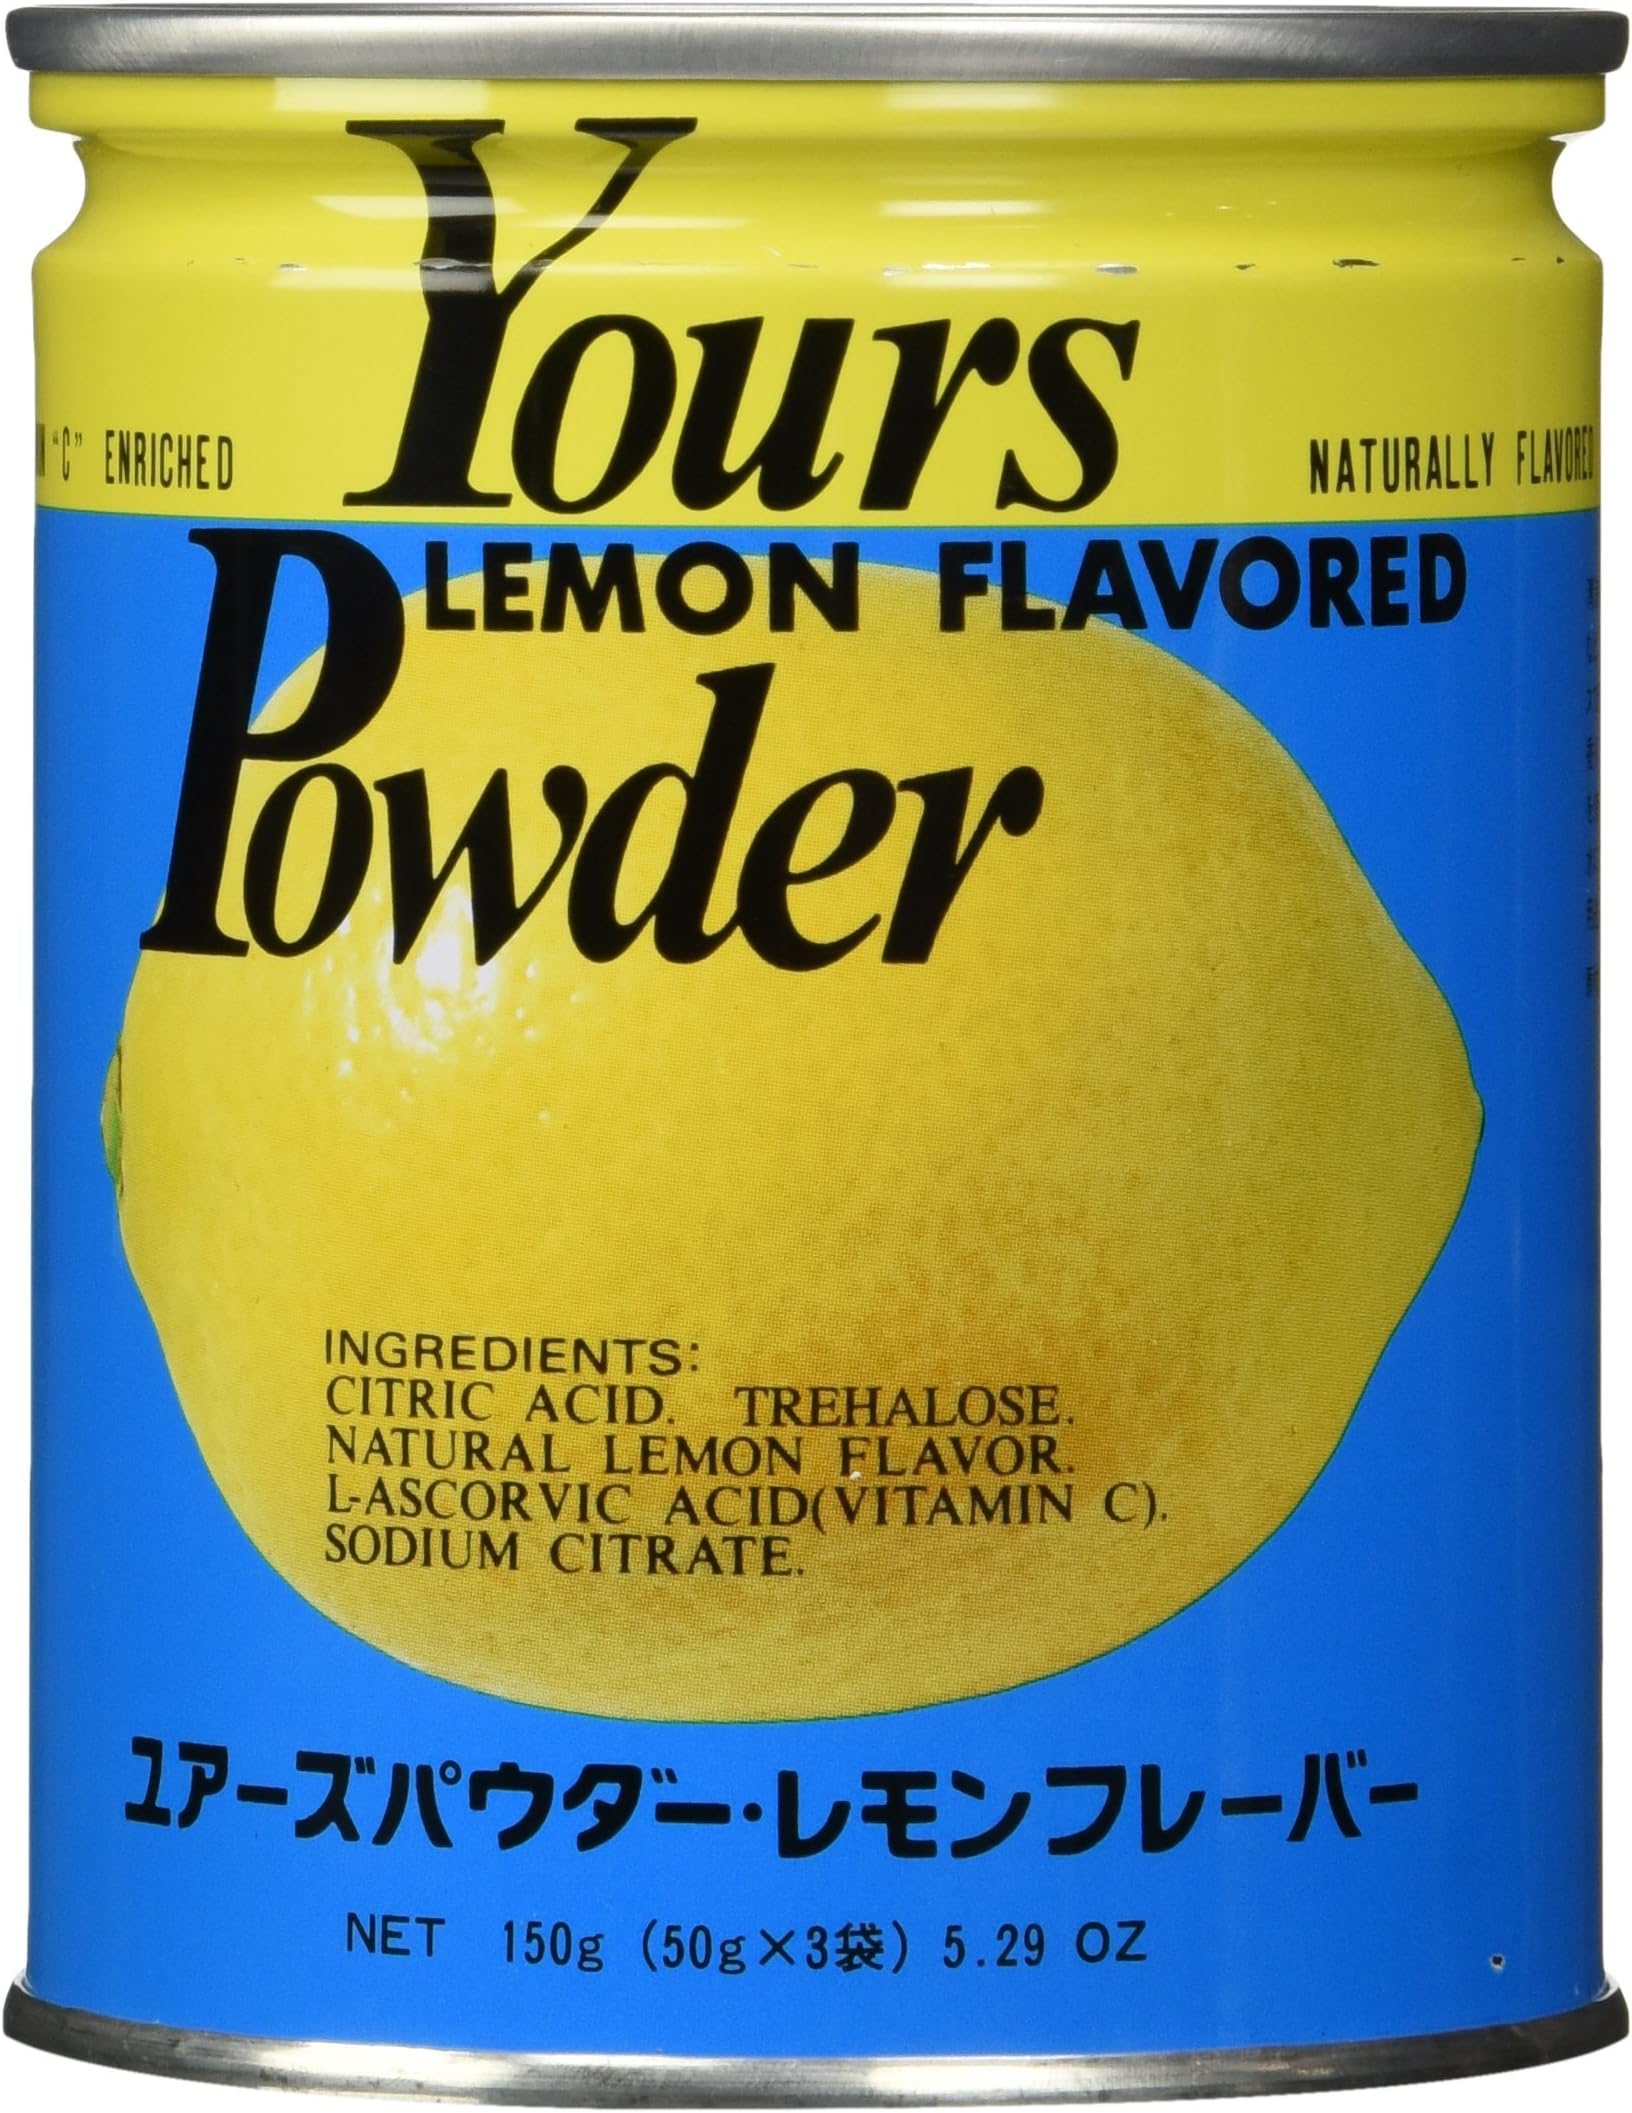 Yours
"C" ENRICHED
NATURALLY FLAVORED
LEMON FLAVORED
Powder
INGREDIENTS:
CITRIC ACID. TREHALOSE.
NATURAL LEMON FLAVOR.
L-ASCORVIC ACID(VITAMIN C).
SODIUM CITRATE.
ユアーズパウダー・レモンフレーバー
NET 150g (50g×3袋) 5.29 OZ